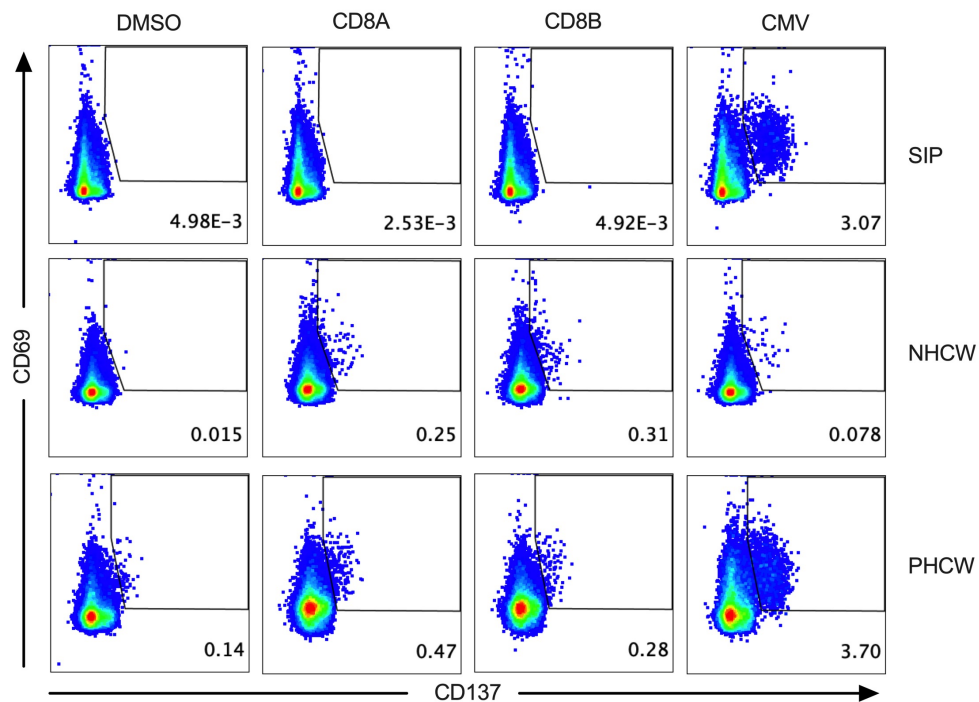 DMSO CD8A CD8B CMV
4.98E-3 2.53E-3 4.92E-3 3.07 SIP
0.015 0.25 0.31 0.078 NHCW
0.14 0.47 0.28 3.70 PHCW
CD69
CD137